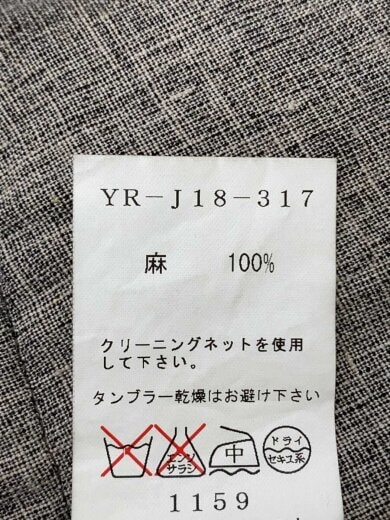 YR-J18-317
麻 100%
クリーニングネットを使用
して下さい。
タンブラー乾燥はお避け下さい
エンソ
サラシ
中
ドライ
セキユ系
1159